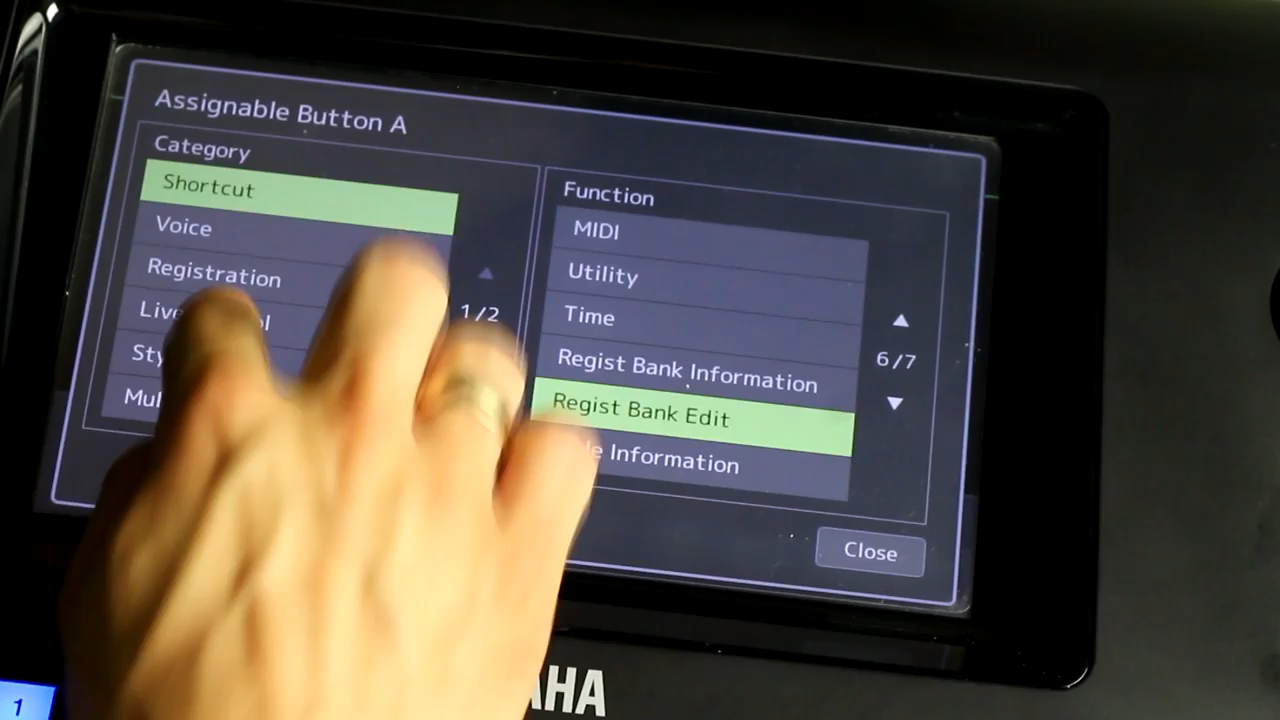 Assignable Button A
Category
Shortcut
Voice
Registration
1/2
Function
MIDI
Utility
Time
6/7
Regist Bank Information
Regist Bank Edit
Information
Close
1